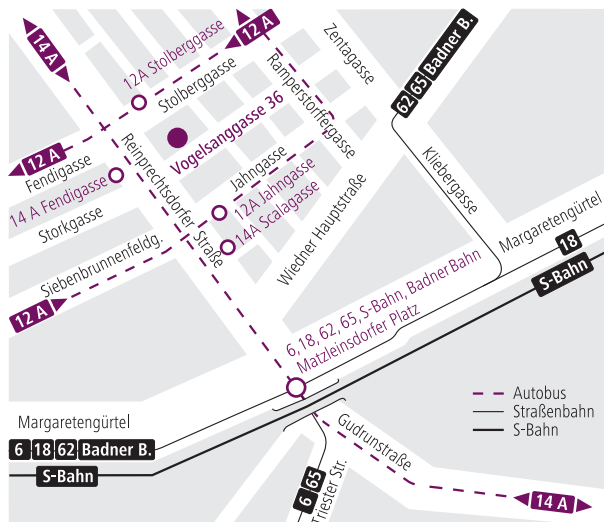 14 A
12 A
12A Stolberggasse
Stolberggasse
Zentagasse
62 65 Badner B.
Ramperstorffergasse
Vogelsanggasse 36
Reinprechtsdorfer Straße
12 A
Fendigasse
14 A Fendigasse
Storkgasse
Jahngasse
12A Jahngasse
14A Scalagasse
Kliebergasse
Wiedner Hauptstraße
Siebenbrunnenfeldg.
12 A
Margaretengürtel
18
S-Bahn
6,18, 62, 65, S-Bahn, Badner Bahn
Matzleinsdorfer Platz
Margaretengürtel
6 18 62 Badner B.
S-Bahn
Gudrunstraße
6 65
Triester Str.
14 A
Autobus
Straßenbahn
S-Bahn